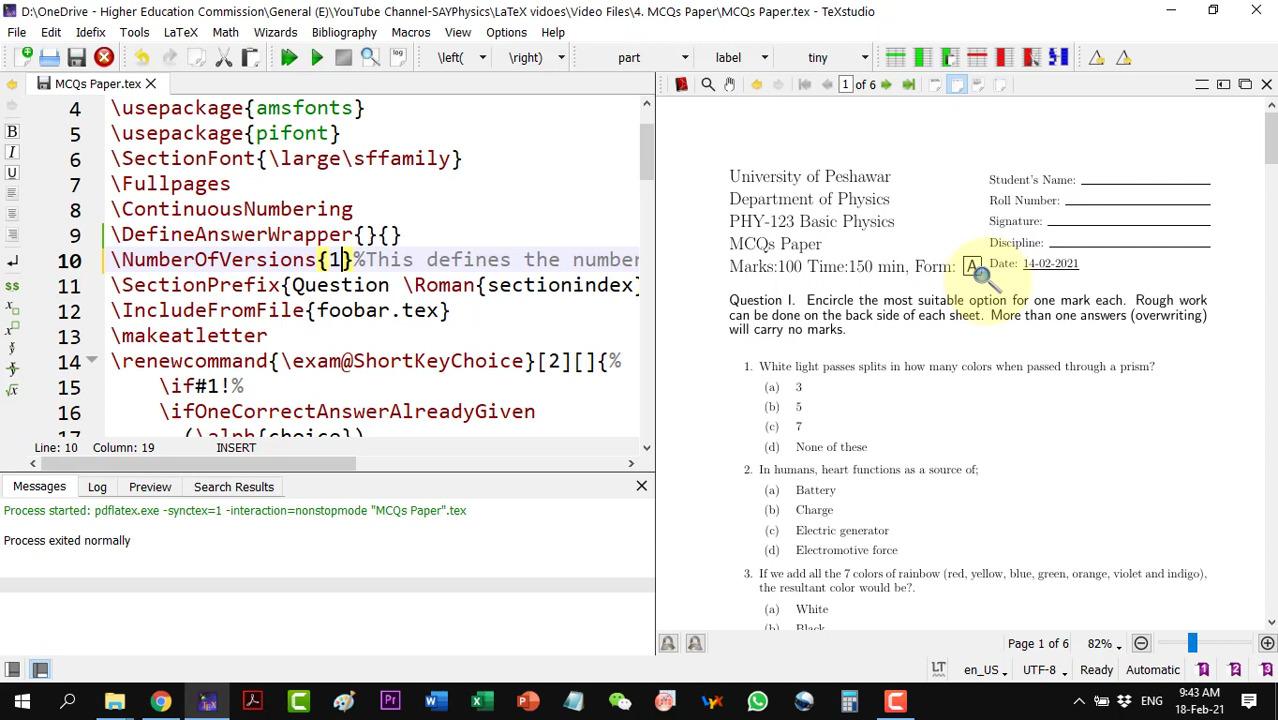 D:\OneDrive - Higher Education Commission\General (E)\YouTube Channel-SAYPhysics\LaTeX vidoes\Video Files\4. MCQs Paper\MCQs Paper.tex - TeXstudio
File Edit Idefix Tools LaTeX Math Wizards Bibliography Macros View Options Help
log \left( \right) part label tiny
MCQs Paper.tex
1 of 6
4 \usepackage{amsfonts}
5 \usepackage{pifont}
6 \SectionFont{\large\sffamily}
7 \Fullpages
8 \ContinuousNumbering
9 \DefineAnswerWrapper{}{}
10 \NumberOfVersions{1}%This defines the number
11 \SectionPrefix{Question \Roman{sectionindex}
12 \IncludeFromFile{foobar.tex}
13 \makeatletter
14 \renewcommand{\exam@ShortKeyChoice}[2][]{%
15 \if#1!%
16 \ifOneCorrectAnswerAlreadyGiven
17 (\alph{choice})
Line: 10 Column: 19 INSERT
Messages Log Preview Search Results
Process started: pdflatex.exe -synctex=1 -interaction=nonstopmode "MCQs Paper".tex
Process exited normally
University of Peshawar
Department of Physics
PHY-123 Basic Physics
MCQs Paper
Marks:100 Time:150 min, Form: A
Student's Name:
Roll Number:
Signature:
Discipline:
Date: 14-02-2021
Question I. Encircle the most suitable option for one mark each. Rough work
can be done on the back side of each sheet. More than one answers (overwriting)
will carry no marks.
1. White light passes splits in how many colors when passed through a prism?
(a) 3
(b) 5
(c) 7
(d) None of these
2. In humans, heart functions as a source of;
(a) Battery
(b) Charge
(c) Electric generator
(d) Electromotive force
3. If we add all the 7 colors of rainbow (red, yellow, blue, green, orange, violet and indigo),
the resultant color would be?.
(a) White
(b) Black
Page 1 of 6 82%
LT en_US UTF-8 Ready Automatic 1 2 3
ENG 9:43 AM
18-Feb-21